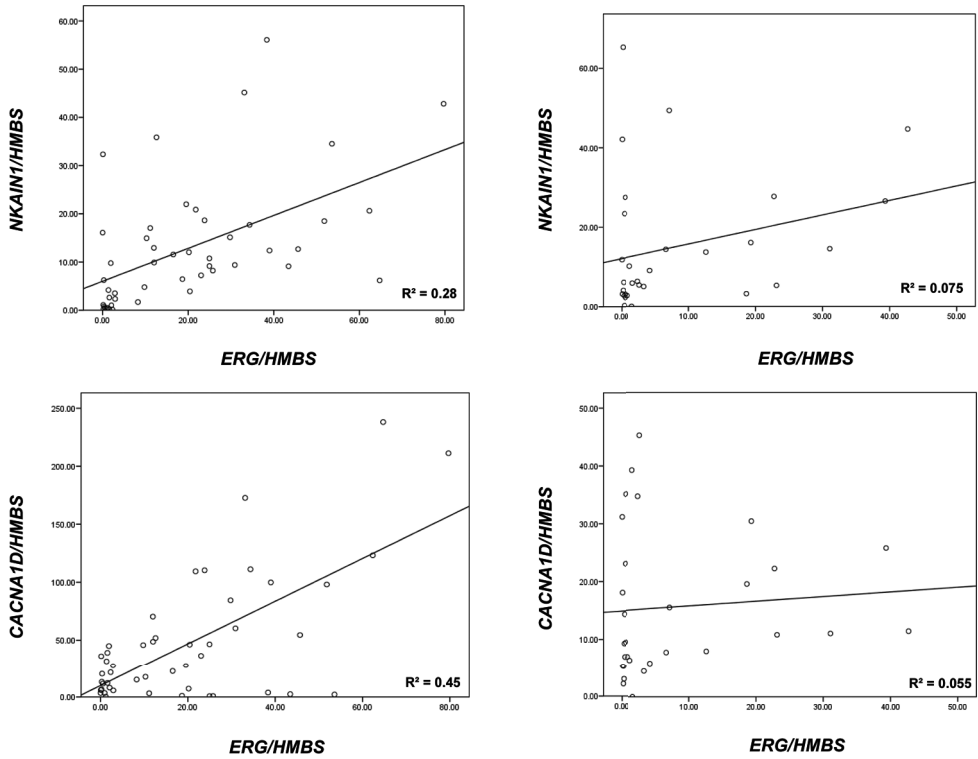 60.00
50.00
40.00
30.00
20.00
10.00
0.00
NKAIN1/HMBS
R² = 0.28
0.00 20.00 40.00 60.00 80.00
ERG/HMBS
60.00
40.00
20.00
0.00
NKAIN1/HMBS
R² = 0.075
0.00 10.00 20.00 30.00 40.00 50.00
ERG/HMBS
250.00
200.00
150.00
100.00
50.00
0.00
CACNA1D/HMBS
R² = 0.45
0.00 20.00 40.00 60.00 80.00
ERG/HMBS
50.00
40.00
30.00
20.00
10.00
0.00
CACNA1D/HMBS
R² = 0.055
0.00 10.00 20.00 30.00 40.00 50.00
ERG/HMBS